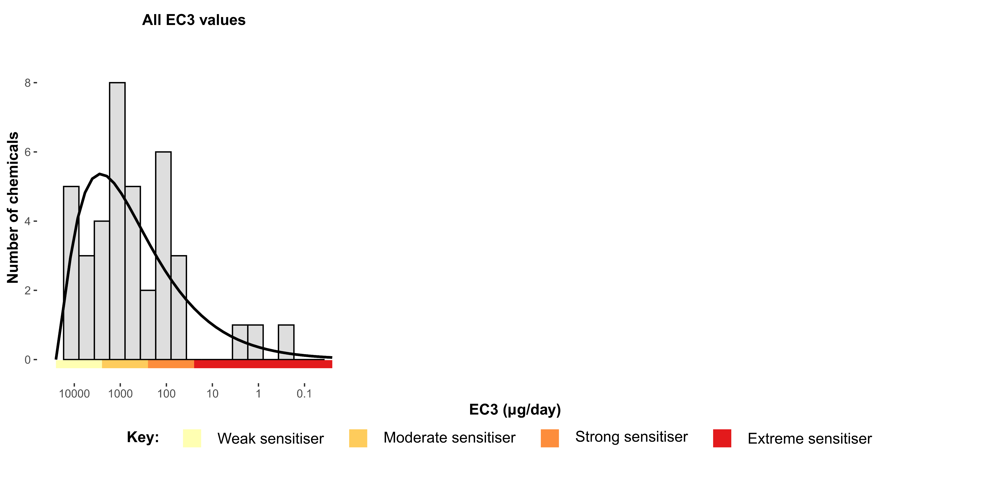 All EC3 values
Number of chemicals
8
6
4
2
0
10000 1000 100 10 1 0.1
EC3 (µg/day)
Key: Weak sensitiser Moderate sensitiser Strong sensitiser Extreme sensitiser